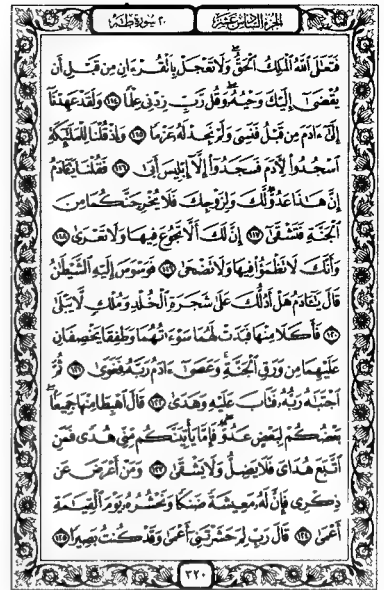 الجزء السادس عشر
٢٠ سورة طه
فَتَعَٰلَى ٱللَّهُ ٱلْمَلِكُ ٱلْحَقُّ ۗ وَلَا تَعْجَلْ بِٱلْقُرْءَانِ مِن قَبْلِ أَن
يُقْضَىٰٓ إِلَيْكَ وَحْيُهُۥ ۖ وَقُل رَّبِّ زِدْنِى عِلْمًا ١١٤ وَلَقَدْ عَهِدْنَآ
إِلَىٰٓ ءَادَمَ مِن قَبْلُ فَنَسِىَ وَلَمْ نَجِدْ لَهُۥ عَزْمًا ١١٥ وَإِذْ قُلْنَا لِلْمَلَٰٓئِكَةِ
ٱسْجُدُوا۟ لِـَٔادَمَ فَسَجَدُوٓا۟ إِلَّآ إِبْلِيسَ أَبَىٰ ١١٦ فَقُلْنَا يَٰٓـَٔادَمُ
إِنَّ هَٰذَا عَدُوٌّ لَّكَ وَلِزَوْجِكَ فَلَا يُخْرِجَنَّكُمَا مِنَ
ٱلْجَنَّةِ فَتَشْقَىٰٓ ١١٧ إِنَّ لَكَ أَلَّا تَجُوعَ فِيهَا وَلَا تَعْرَىٰ ١١٨
وَأَنَّكَ لَا تَظْمَؤُا۟ فِيهَا وَلَا تَضْحَىٰ ١١٩ فَوَسْوَسَ إِلَيْهِ ٱلشَّيْطَٰنُ
قَالَ يَٰٓـَٔادَمُ هَلْ أَدُلُّكَ عَلَىٰ شَجَرَةِ ٱلْخُلْدِ وَمُلْكٍ لَّا يَبْلَىٰ
١٢٠ فَأَكَلَا مِنْهَا فَبَدَتْ لَهُمَا سَوْءَٰتُهُمَا وَطَفِقَا يَخْصِفَانِ
عَلَيْهِمَا مِن وَرَقِ ٱلْجَنَّةِ ۚ وَعَصَىٰٓ ءَادَمُ رَبَّهُۥ فَغَوَىٰ ١٢١ ثُمَّ
ٱجْتَبَٰهُ رَبُّهُۥ فَتَابَ عَلَيْهِ وَهَدَىٰ ١٢٢ قَالَ ٱهْبِطَا مِنْهَا جَمِيعًۢا ۖ
بَعْضُكُمْ لِبَعْضٍ عَدُوٌّ ۖ فَإِمَّا يَأْتِيَنَّكُم مِّنِّى هُدًى فَمَنِ
ٱتَّبَعَ هُدَاىَ فَلَا يَضِلُّ وَلَا يَشْقَىٰ ١٢٣ وَمَنْ أَعْرَضَ عَن
ذِكْرِى فَإِنَّ لَهُۥ مَعِيشَةً ضَنكًا وَنَحْشُرُهُۥ يَوْمَ ٱلْقِيَٰمَةِ
أَعْمَىٰ ١٢٤ قَالَ رَبِّ لِمَ حَشَرْتَنِىٓ أَعْمَىٰ وَقَدْ كُنتُ بَصِيرًا ١٢٥
٣٢٠